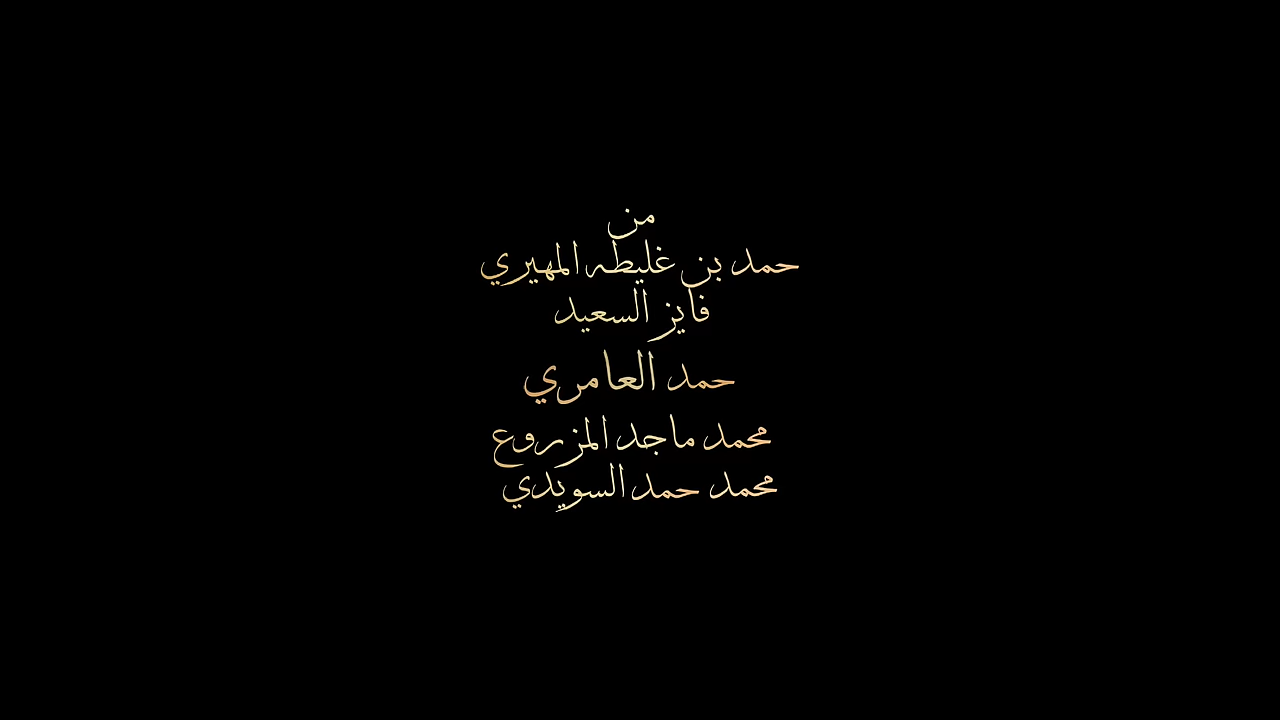 من
حمد بن غليطه المهيري
فايز السعيد
حمد العامري
محمد ماجد المزروع
محمد حمد السويدي